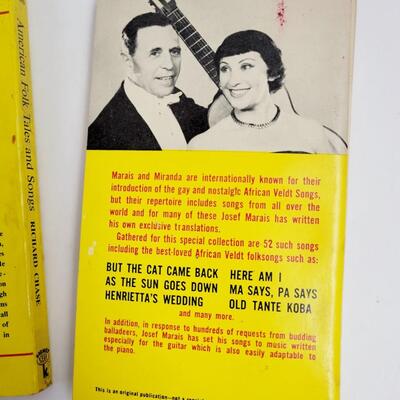 American Folk Tales and Songs RICHARD CHASE
Marais and Miranda are internationally known for their
introduction of the gay and nostalgic African Veldt Songs,
but their repertoire includes songs from all over the
world and for many of these Josef Marais has written
his own exclusive translations.
Gathered for this special collection are 52 such songs
including the best-loved African Veldt folksongs such as:
BUT THE CAT CAME BACK HERE AM I
AS THE SUN GOES DOWN MA SAYS, PA SAYS
HENRIETTA'S WEDDING OLD TANTE KOBA
and many more.
In addition, in response to hundreds of requests from budding
balladeers, Josef Marais has set his songs to music written
especially for the guitar which is also easily adaptable to
the piano.
This is an original publication—not a